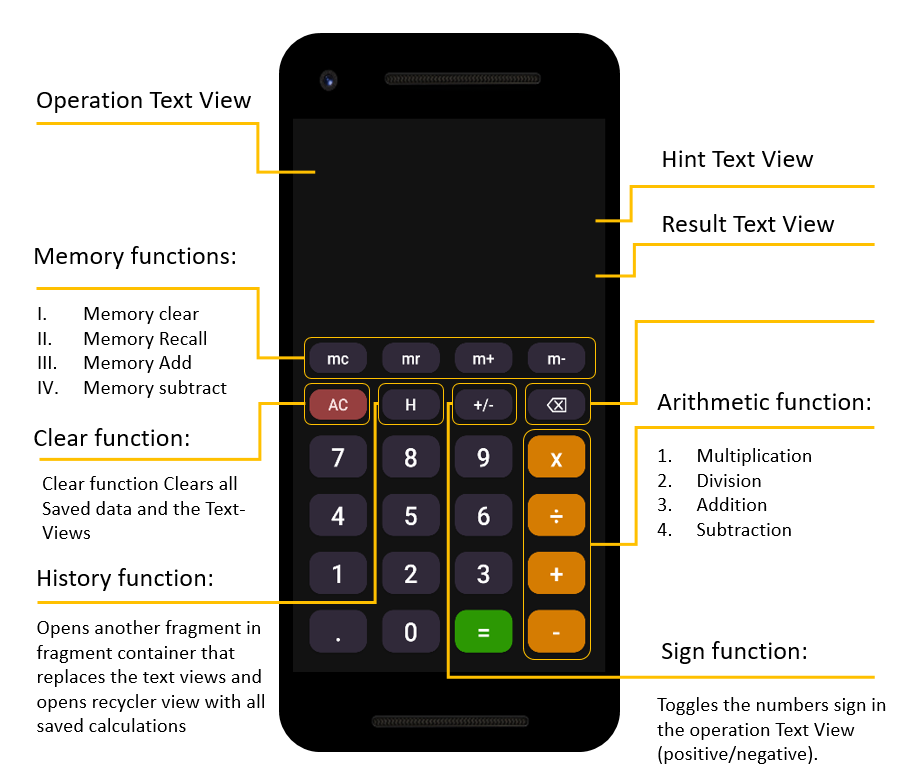 Operation Text View
Hint Text View
Result Text View
Memory functions:
I. Memory clear
II. Memory Recall
III. Memory Add
IV. Memory subtract
mc mr m+ m-
AC H +/- ⌫
7 8 9 x
4 5 6 ÷
1 2 3 +
. 0 = -
Clear function:
Clear function Clears all
Saved data and the Text-
Views
History function:
Opens another fragment in
fragment container that
replaces the text views and
opens recycler view with all
saved calculations
Arithmetic function:
1. Multiplication
2. Division
3. Addition
4. Subtraction
Sign function:
Toggles the numbers sign in
the operation Text View
(positive/negative).